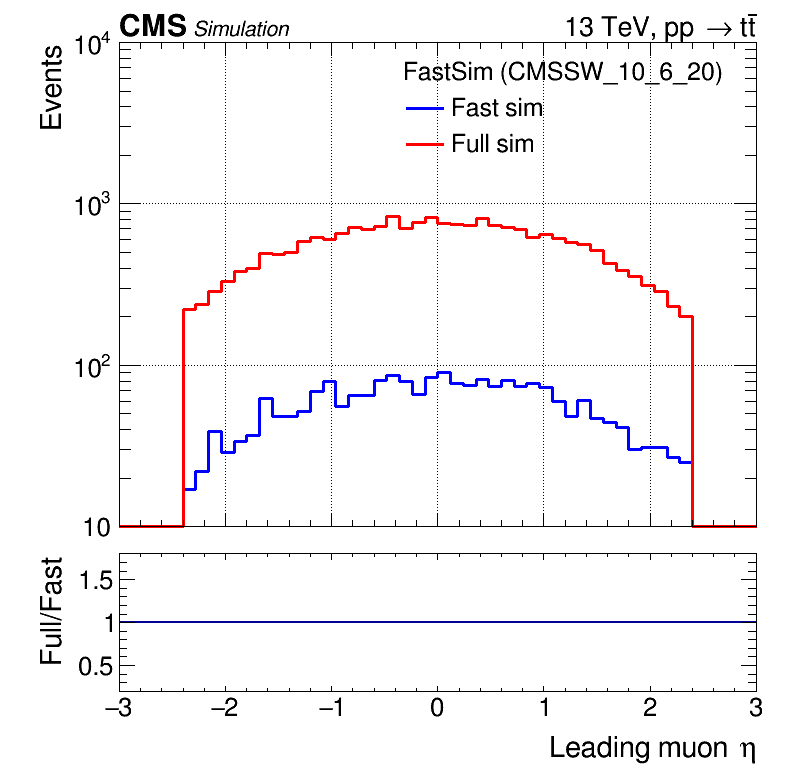 CMS Simulation 13 TeV, pp → tt̄
Events
10⁴
10³
10²
10
FastSim (CMSSW_10_6_20)
Fast sim
Full sim
Full/Fast
1.5
1
0.5
−3 −2 −1 0 1 2 3
Leading muon η